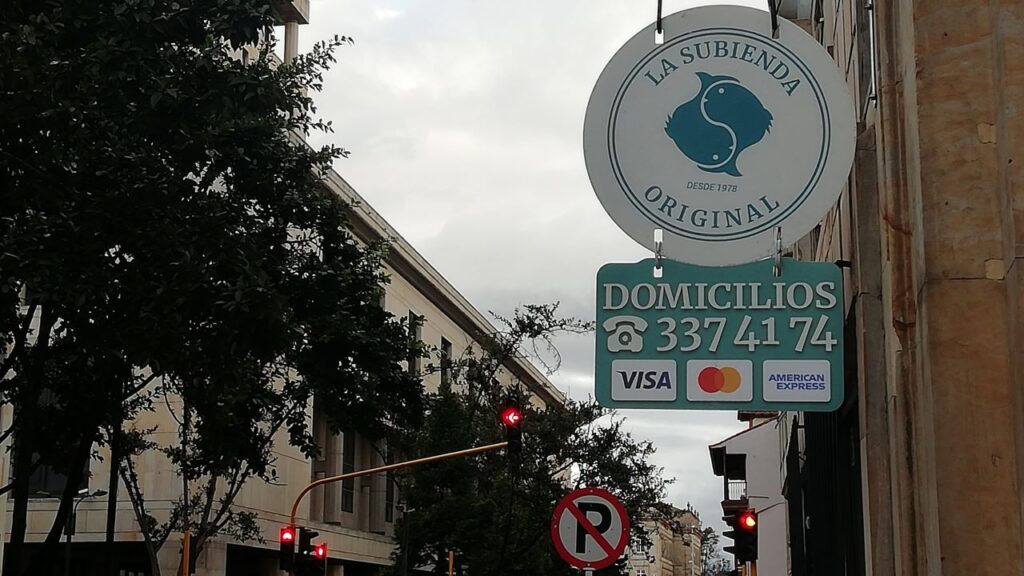 LA SUBIENDA
DESDE 1978
ORIGINAL
DOMICILIOS
337 41 74
VISA
AMERICAN
EXPRESS
P